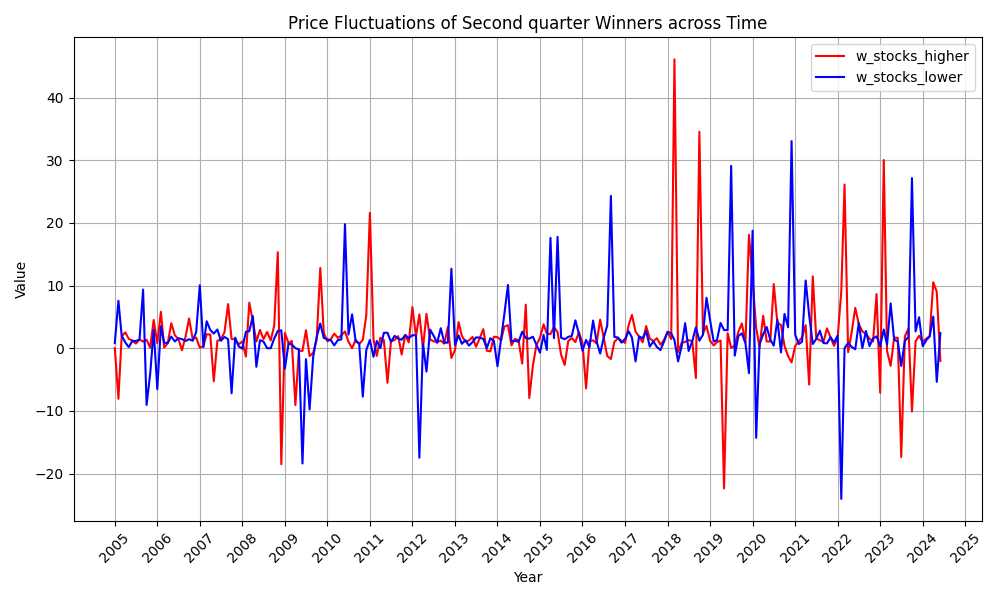 Price Fluctuations of Second quarter Winners across Time
w_stocks_higher
w_stocks_lower
Value
40
30
20
10
0
−10
−20
2005 2006 2007 2008 2009 2010 2011 2012 2013 2014 2015 2016 2017 2018 2019 2020 2021 2022 2023 2024 2025
Year